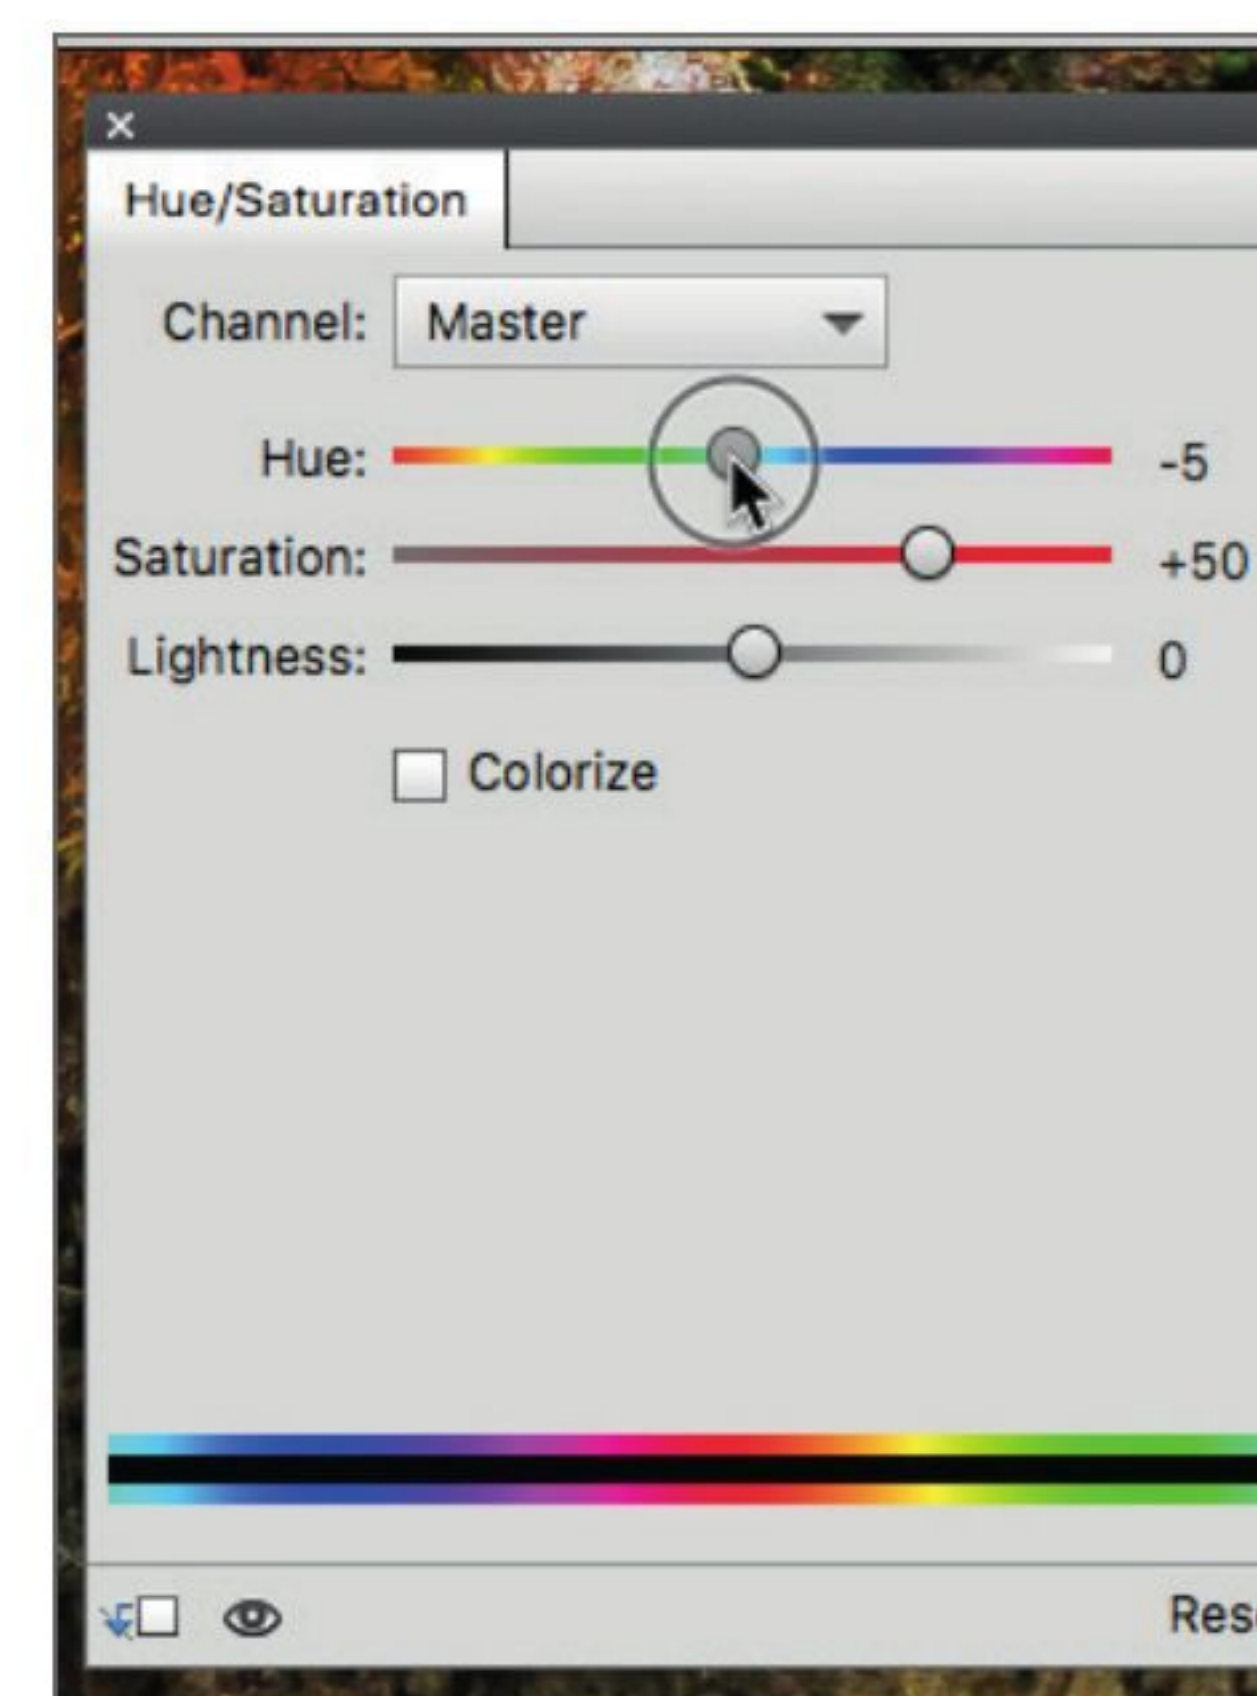 Hue/Saturation
Channel: Master
Hue: -5
Saturation: +50
Lightness: 0
Colorize